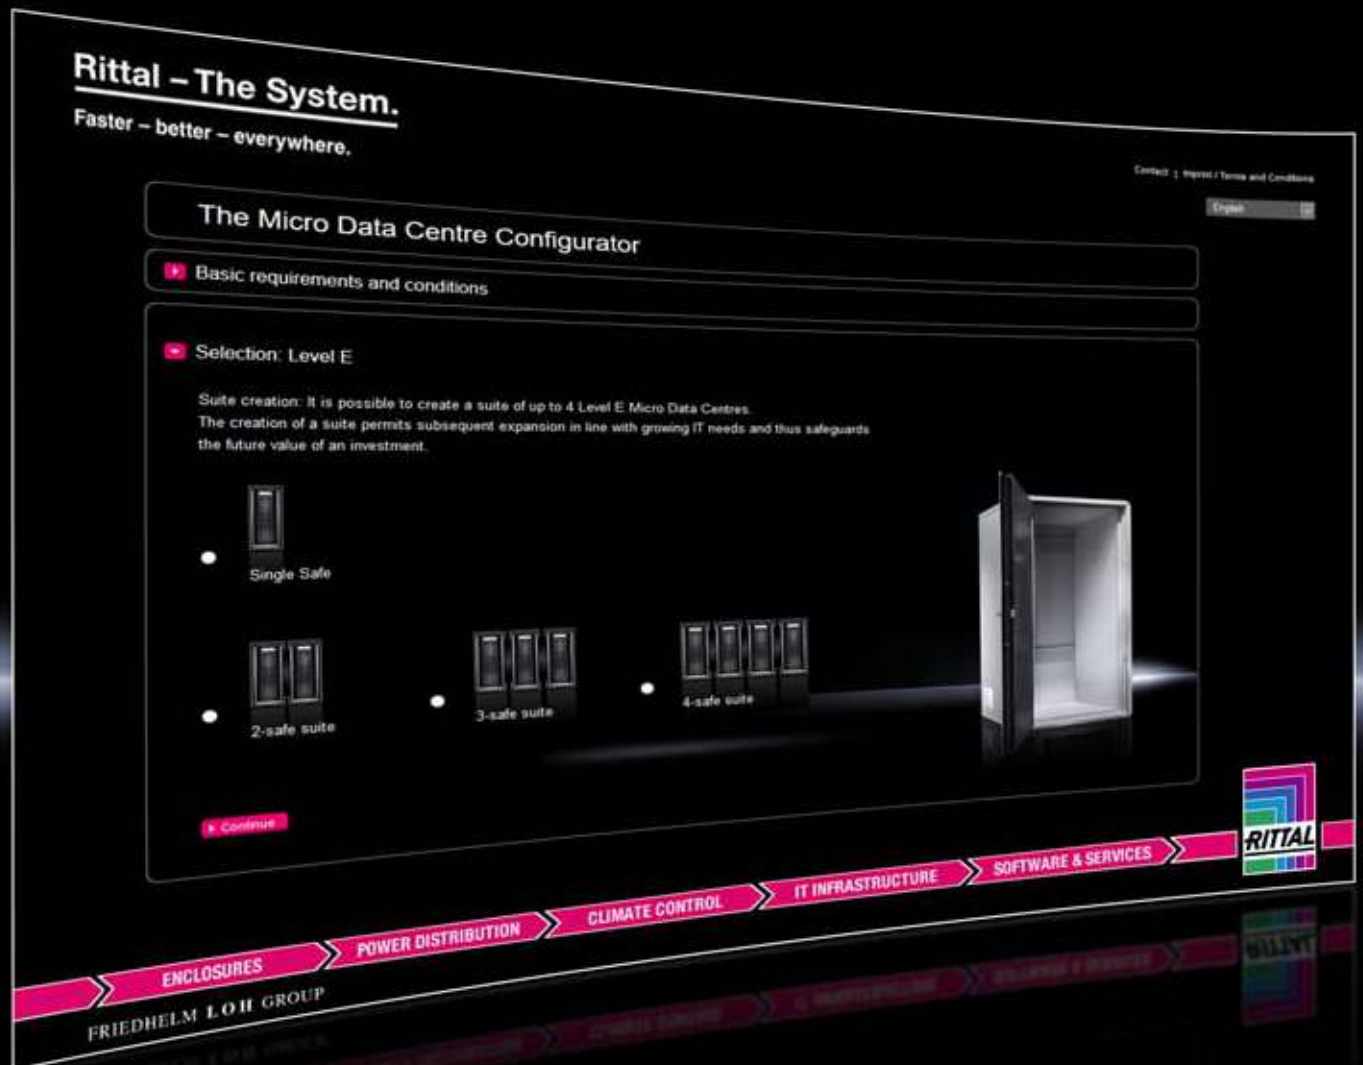 Rittal – The System.
Faster – better – everywhere.
Contact | Imprint / Terms and Conditions
English
The Micro Data Centre Configurator
Basic requirements and conditions
Selection: Level E
Suite creation: It is possible to create a suite of up to 4 Level E Micro Data Centres.
The creation of a suite permits subsequent expansion in line with growing IT needs and thus safeguards
the future value of an investment.
Single Safe
2-safe suite
3-safe suite
4-safe suite
Continue
ENCLOSURES
POWER DISTRIBUTION
CLIMATE CONTROL
IT INFRASTRUCTURE
SOFTWARE & SERVICES
RITTAL
FRIEDHELM LOH GROUP